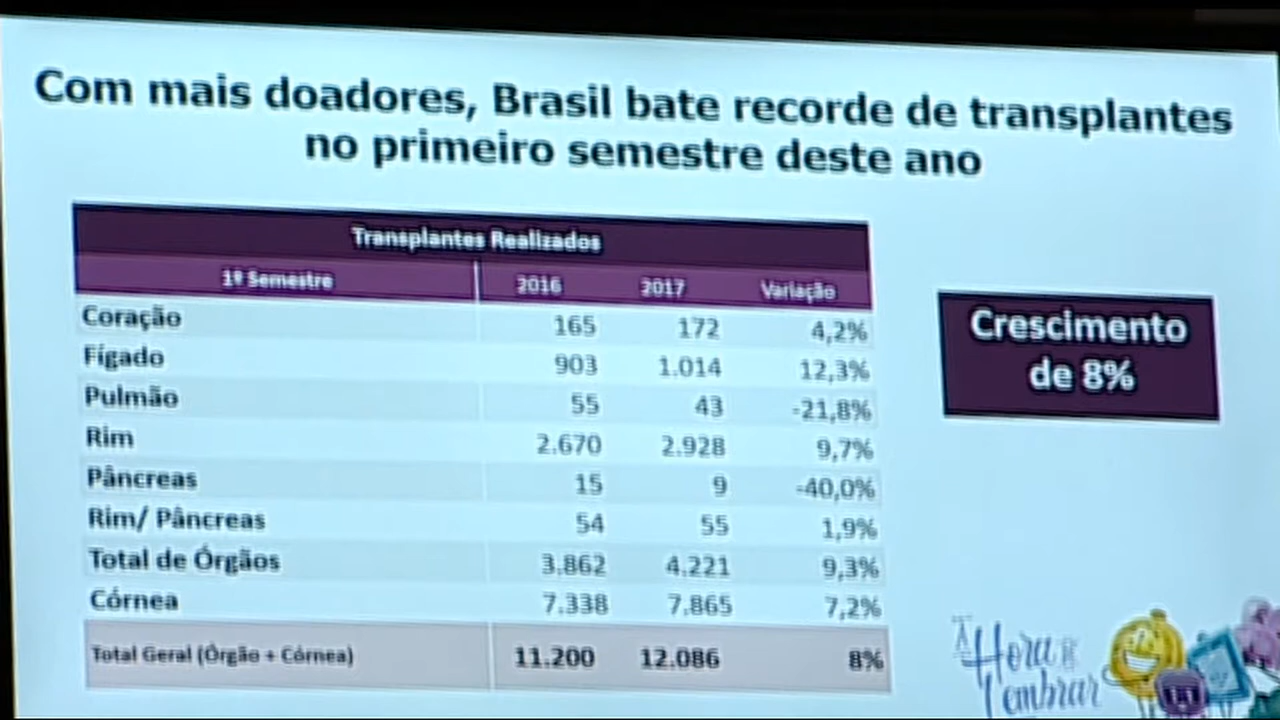 Com mais doadores, Brasil bate recorde de transplantes
no primeiro semestre deste ano
Transplantes Realizados
1º Semestre 2016 2017 Variação
Coração 165 172 4,2%
Fígado 903 1.014 12,3%
Pulmão 55 43 -21,8%
Rim 2.670 2.928 9,7%
Pâncreas 15 9 -40,0%
Rim/ Pâncreas 54 55 1,9%
Total de Órgãos 3.862 4.221 9,3%
Córnea 7.338 7.865 7,2%
Total Geral (Órgão + Córnea) 11.200 12.086 8%
Crescimento
de 8%
A Hora é
Lembrar